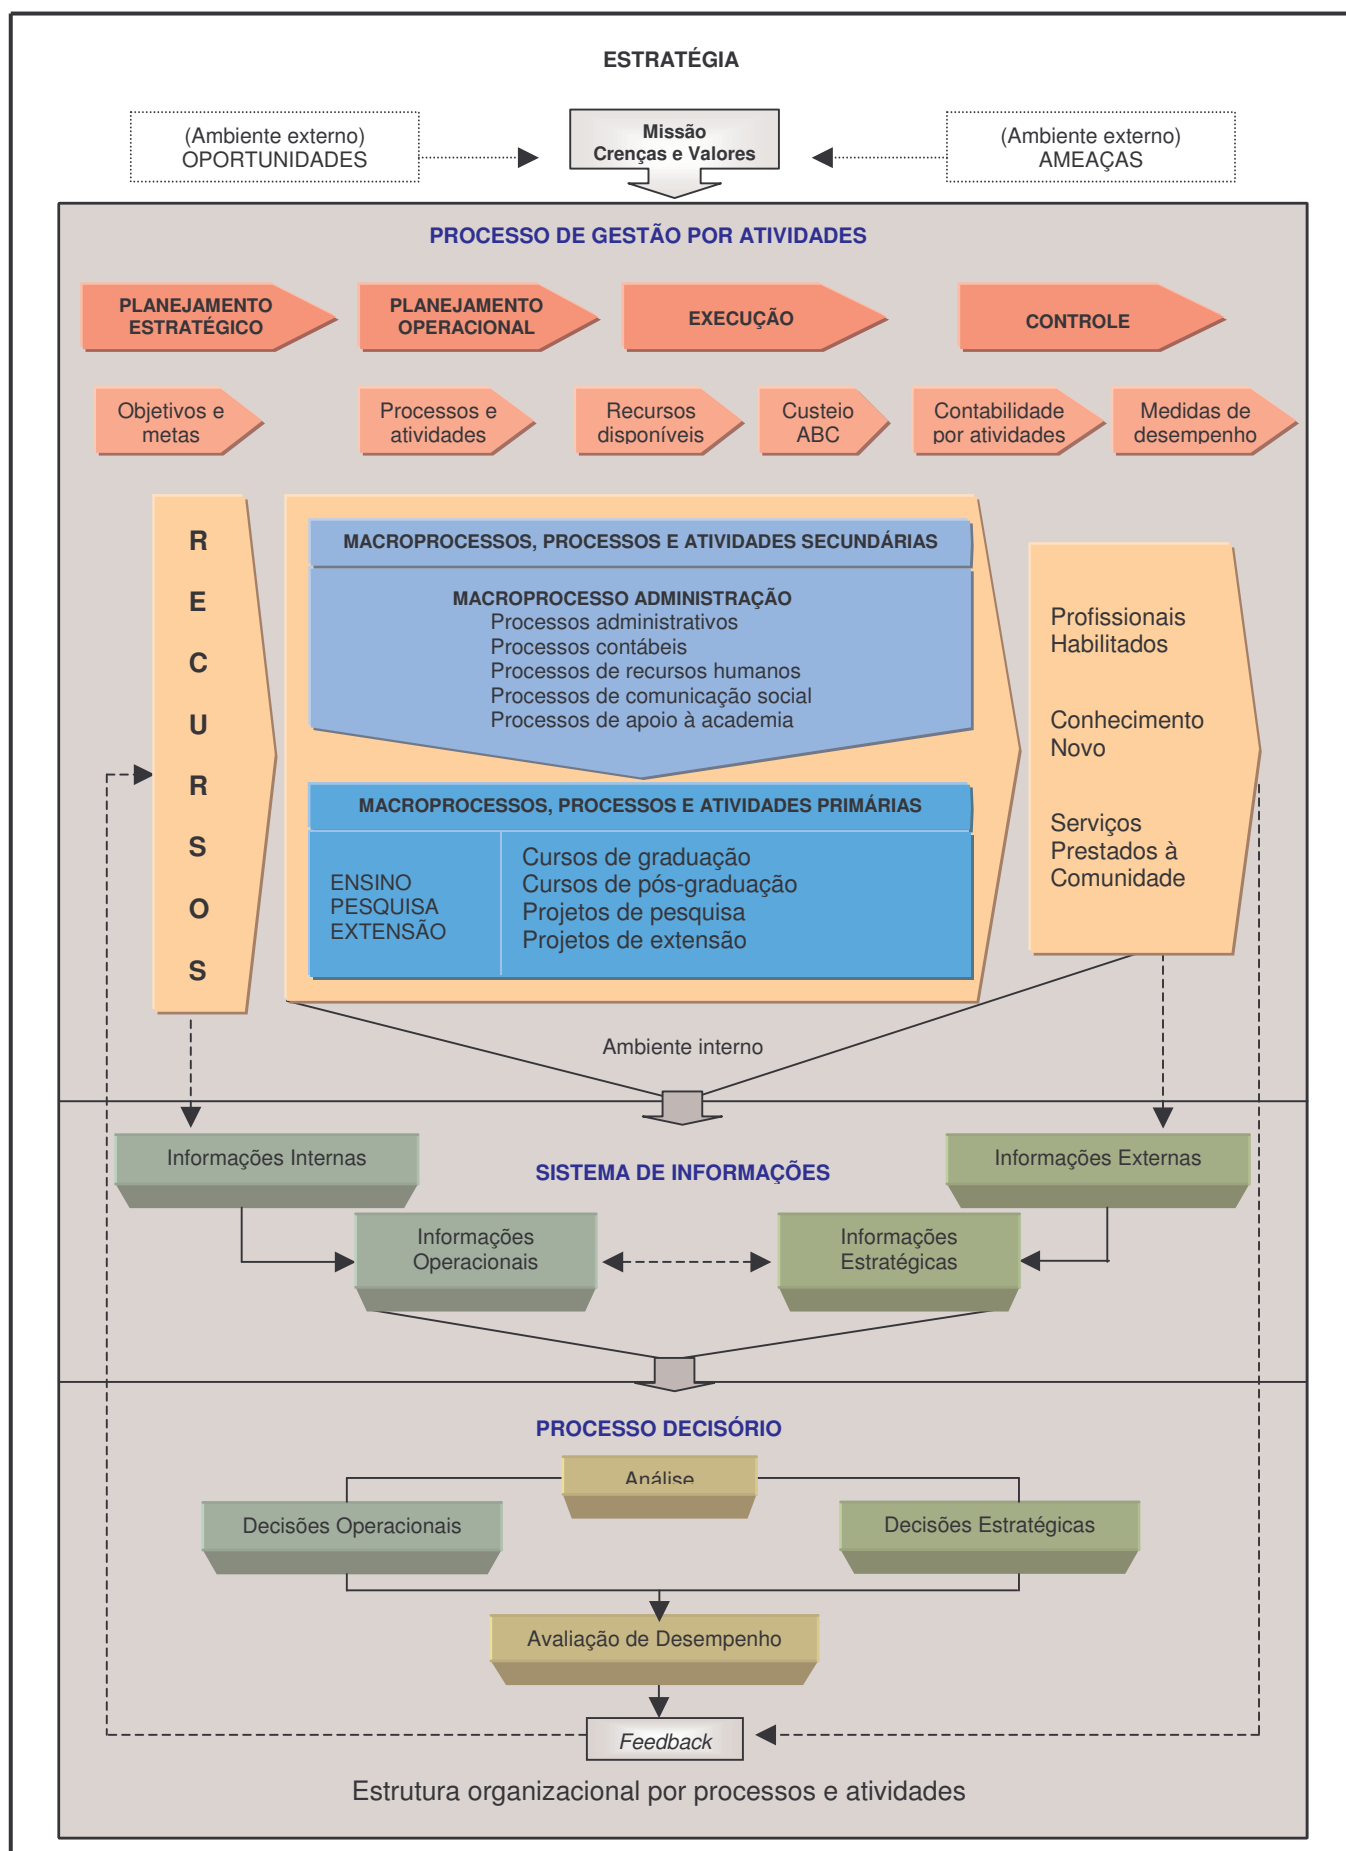 ESTRATÉGIA
(Ambiente externo)
OPORTUNIDADES
Missão
Crenças e Valores
(Ambiente externo)
AMEAÇAS
PROCESSO DE GESTÃO POR ATIVIDADES
PLANEJAMENTO
ESTRATÉGICO
PLANEJAMENTO
OPERACIONAL
EXECUÇÃO
CONTROLE
Objetivos e
metas
Processos e
atividades
Recursos
disponíveis
Custeio
ABC
Contabilidade
por atividades
Medidas de
desempenho
R
E
C
U
R
S
O
S
MACROPROCESSOS, PROCESSOS E ATIVIDADES SECUNDÁRIAS
MACROPROCESSO ADMINISTRAÇÃO
Processos administrativos
Processos contábeis
Processos de recursos humanos
Processos de comunicação social
Processos de apoio à academia
MACROPROCESSOS, PROCESSOS E ATIVIDADES PRIMÁRIAS
ENSINO
PESQUISA
EXTENSÃO
Cursos de graduação
Cursos de pós-graduação
Projetos de pesquisa
Projetos de extensão
Profissionais
Habilitados
Conhecimento
Novo
Serviços
Prestados à
Comunidade
Ambiente interno
Informações Internas
SISTEMA DE INFORMAÇÕES
Informações Externas
Informações
Operacionais
Informações
Estratégicas
PROCESSO DECISÓRIO
Análise
Decisões Operacionais
Decisões Estratégicas
Avaliação de Desempenho
Feedback
Estrutura organizacional por processos e atividades